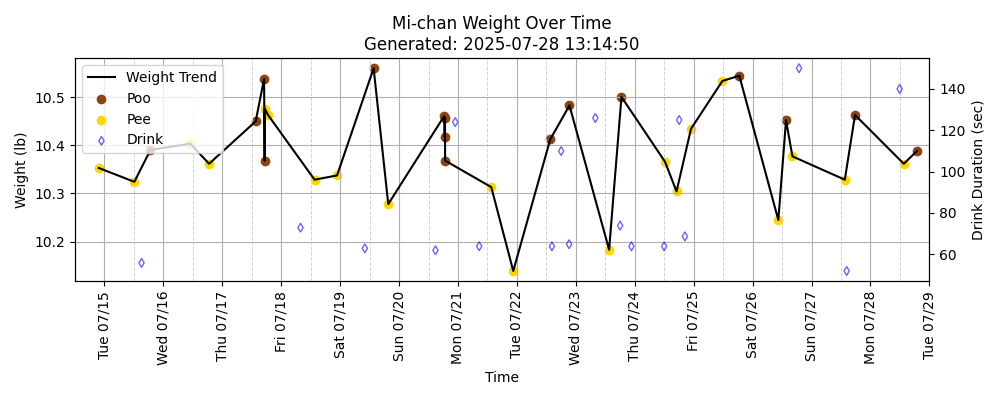 Mi-chan Weight Over Time
Generated: 2025-07-28 13:14:50
Weight Trend
Poo
Pee
Drink
Weight (lb)
10.5
10.4
10.3
10.2
Drink Duration (sec)
140
120
100
80
60
Tue 07/15
Wed 07/16
Thu 07/17
Fri 07/18
Sat 07/19
Sun 07/20
Mon 07/21
Tue 07/22
Wed 07/23
Thu 07/24
Fri 07/25
Sat 07/26
Sun 07/27
Mon 07/28
Tue 07/29
Time